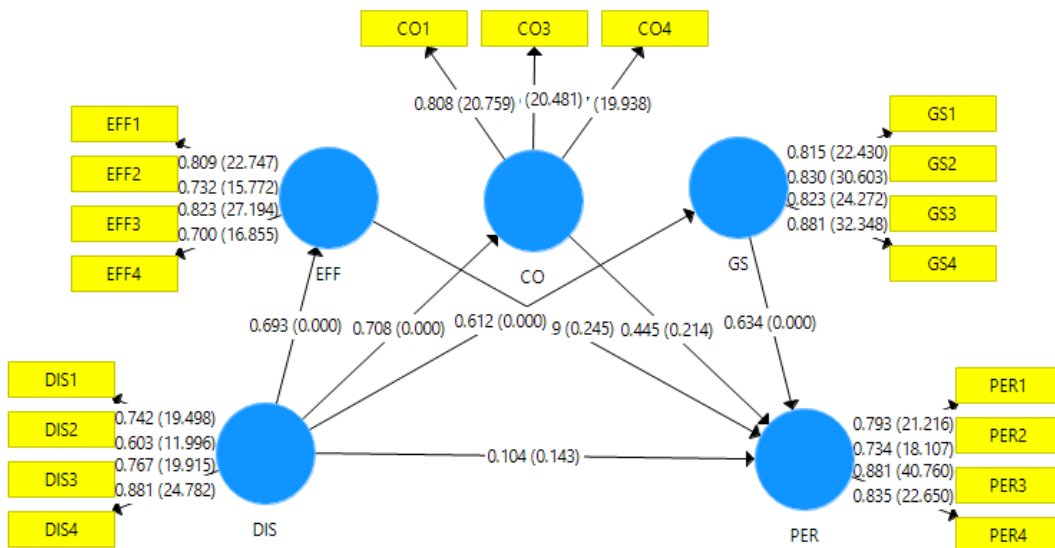 CO1
CO3
CO4
0.808 (20.759)
(20.481)
(19.938)
EFF1
EFF2
EFF3
EFF4
0.809 (22.747)
0.732 (15.772)
0.823 (27.194)
0.700 (16.855)
GS1
GS2
GS3
GS4
0.815 (22.430)
0.830 (30.603)
0.823 (24.272)
0.881 (32.348)
EFF
CO
GS
0.693 (0.000)
0.708 (0.000)
0.612 (0.000)
9 (0.245)
0.445 (0.214)
0.634 (0.000)
DIS1
DIS2
DIS3
DIS4
0.742 (19.498)
0.603 (11.996)
0.767 (19.915)
0.881 (24.782)
0.104 (0.143)
PER1
PER2
PER3
PER4
0.793 (21.216)
0.734 (18.107)
0.881 (40.760)
0.835 (22.650)
DIS
PER